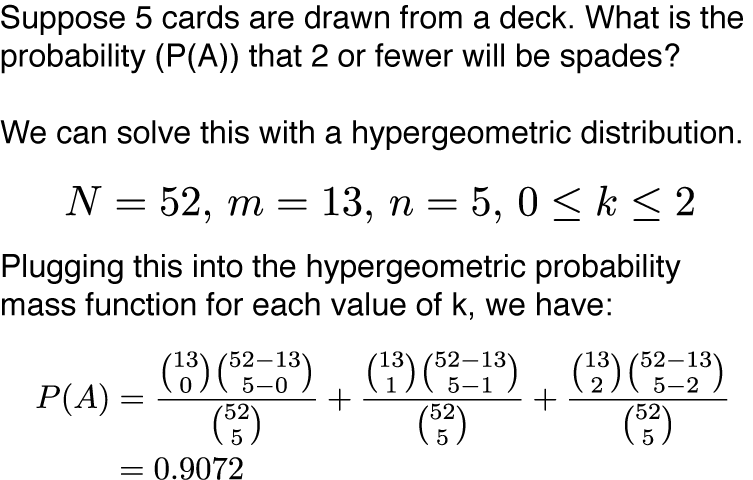 Suppose 5 cards are drawn from a deck. What is the
probability (P(A)) that 2 or fewer will be spades?
We can solve this with a hypergeometric distribution.
N = 52, m = 13, n = 5, 0 ≤ k ≤ 2
Plugging this into the hypergeometric probability
mass function for each value of k, we have:
P(A) = \frac{\binom{13}{0}\binom{52-13}{5-0}}{\binom{52}{5}} + \frac{\binom{13}{1}\binom{52-13}{5-1}}{\binom{52}{5}} + \frac{\binom{13}{2}\binom{52-13}{5-2}}{\binom{52}{5}}
= 0.9072